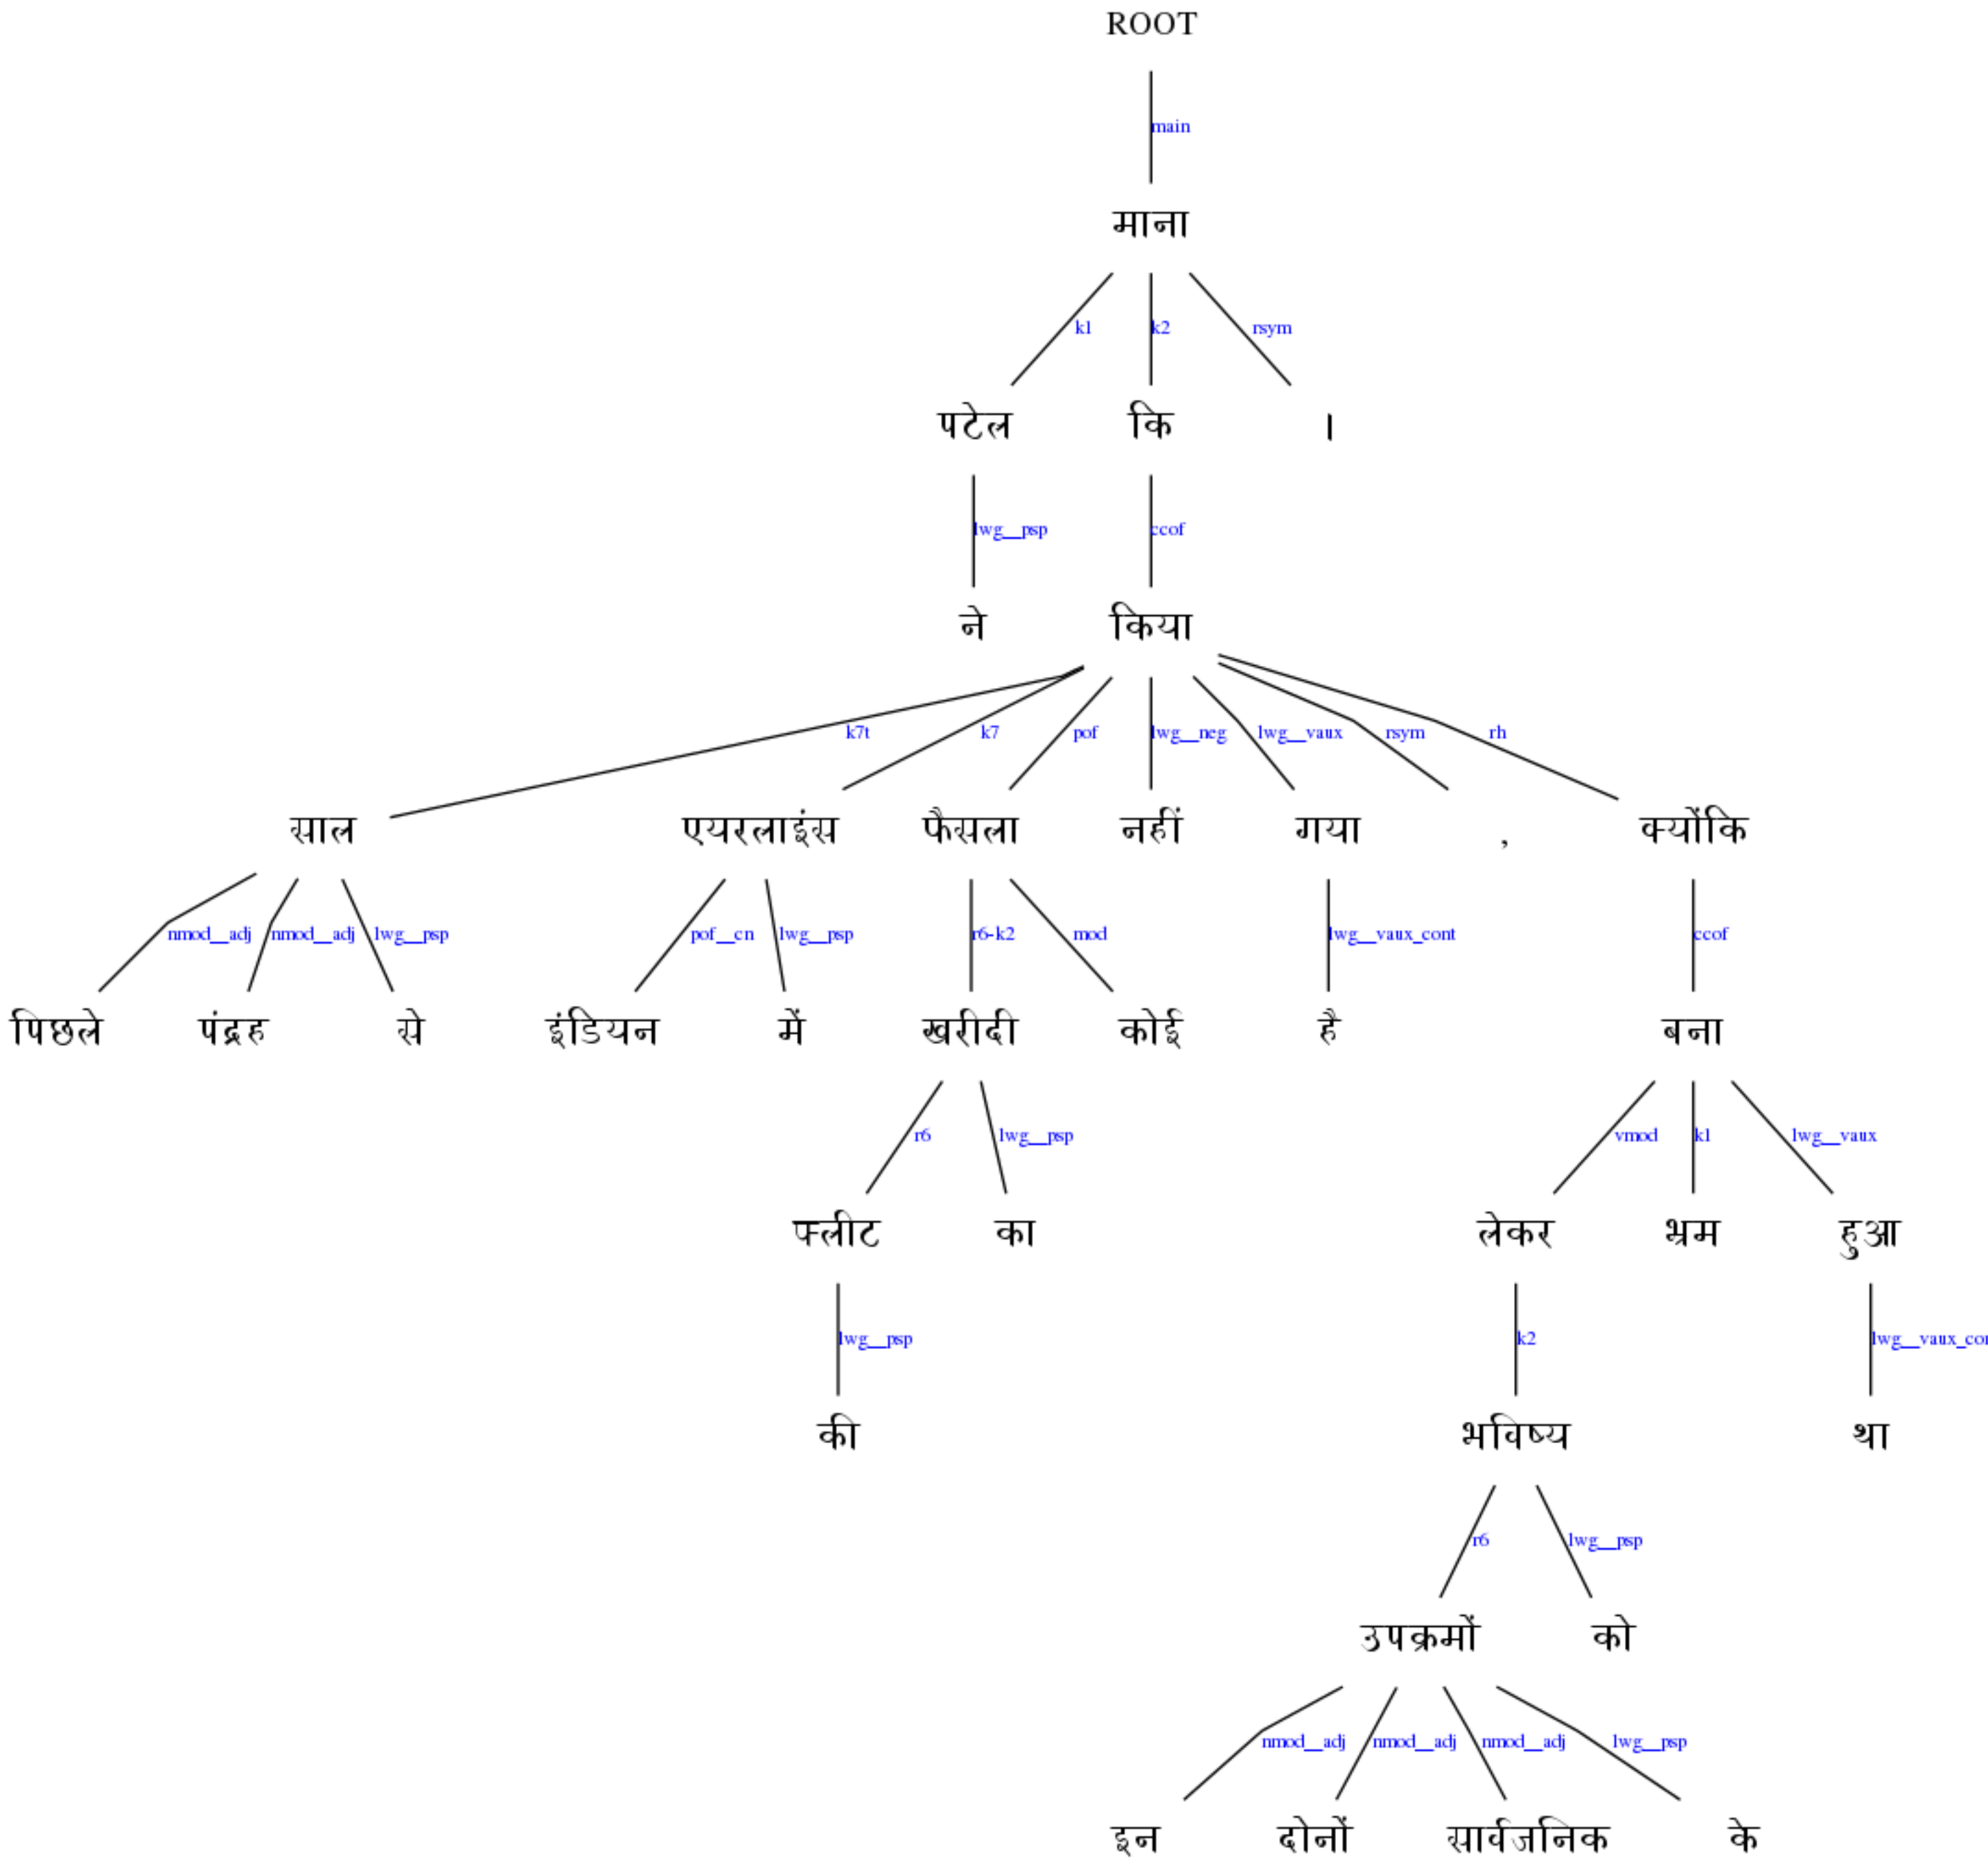 ROOT
main
माना
k1 k2 rsym
पटेल कि ।
lwg__psp ccof
ने किया
k7t k7 pof lwg__neg lwg__vaux rsym rh
साल एयरलाइंस फैसला नहीं गया , क्योंकि
nmod__adj nmod__adj lwg__psp pof__cn lwg__psp r6-k2 mod lwg__vaux_cont ccof
पिछले पंद्रह से इंडियन में खरीदी कोई है बना
r6 lwg__psp vmod k1 lwg__vaux
फ्लीट का लेकर भ्रम हुआ
lwg__psp k2 lwg__vaux_cor
की भविष्य था
r6 lwg__psp
उपक्रमों को
nmod__adj nmod__adj nmod__adj lwg__psp
इन दोनों सार्वजनिक के